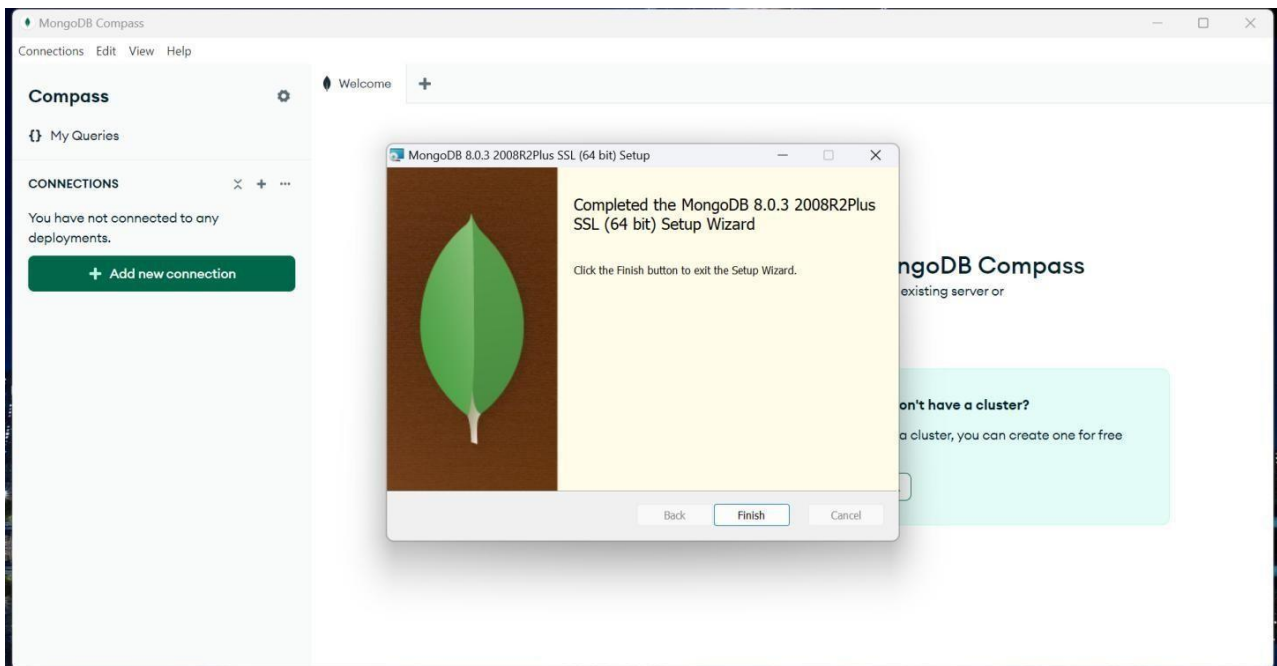 MongoDB Compass
Connections Edit View Help
Compass
{} My Queries
CONNECTIONS
You have not connected to any
deployments.
+ Add new connection
Welcome +
MongoDB 8.0.3 2008R2Plus SSL (64 bit) Setup
Completed the MongoDB 8.0.3 2008R2Plus
SSL (64 bit) Setup Wizard
Click the Finish button to exit the Setup Wizard.
Back Finish Cancel
ngoDB Compass
existing server or
on't have a cluster?
a cluster, you can create one for free